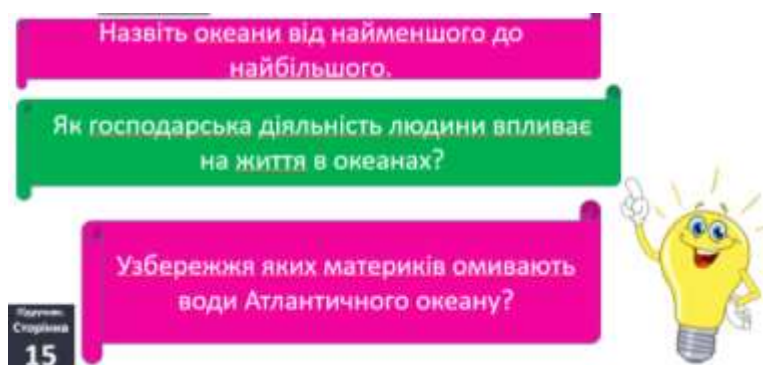 Назвіть океани від найменшого до
найбільшого.
Як господарська діяльність людини впливає
на життя в океанах?
Узбережжя яких материків омивають
води Атлантичного океану?
Підручник.
Сторінка
15